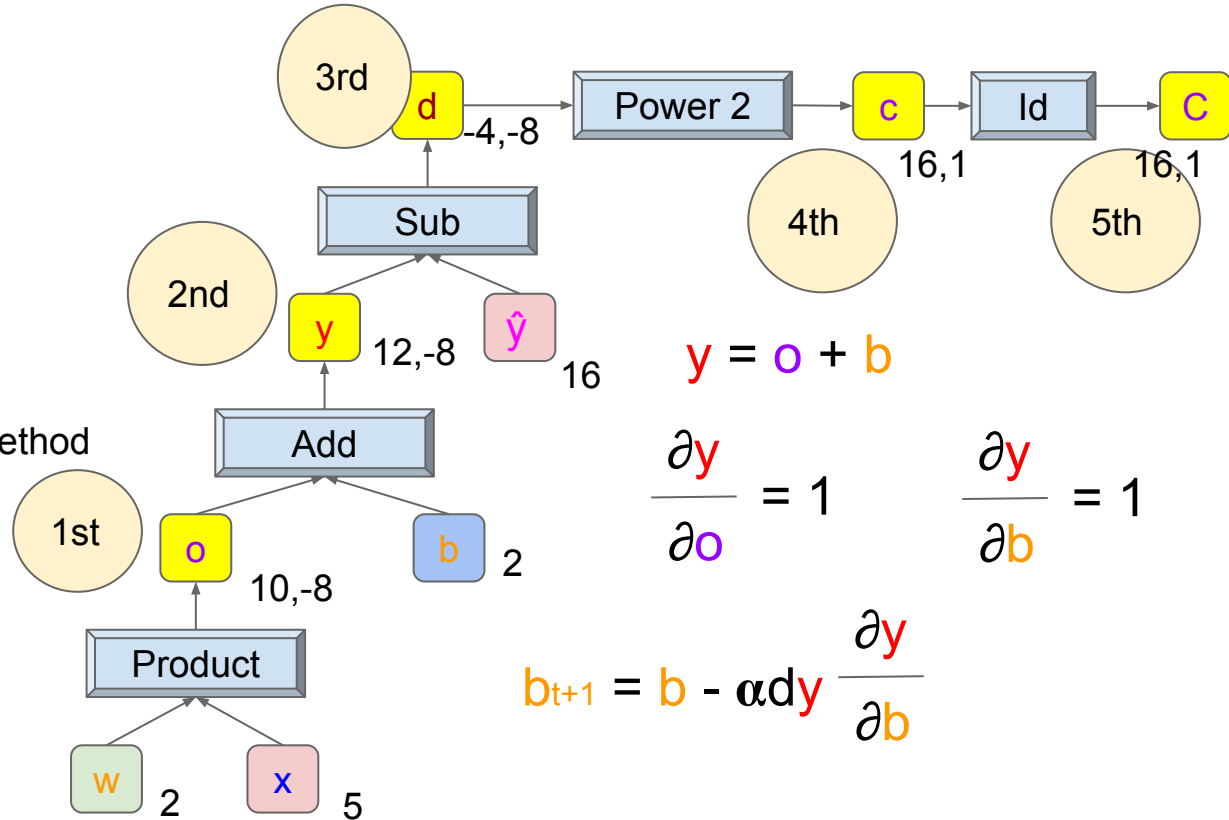 3rd
d
-4,-8
Power 2
c
16,1
Id
C
16,1
4th
5th
Sub
2nd
y
12,-8
ŷ
16
y = o + b
ethod
Add
∂y
∂o
= 1
∂y
∂b
= 1
1st
o
10,-8
b
2
Product
bt+1 = b - αdy ∂y
∂b
w
2
x
5